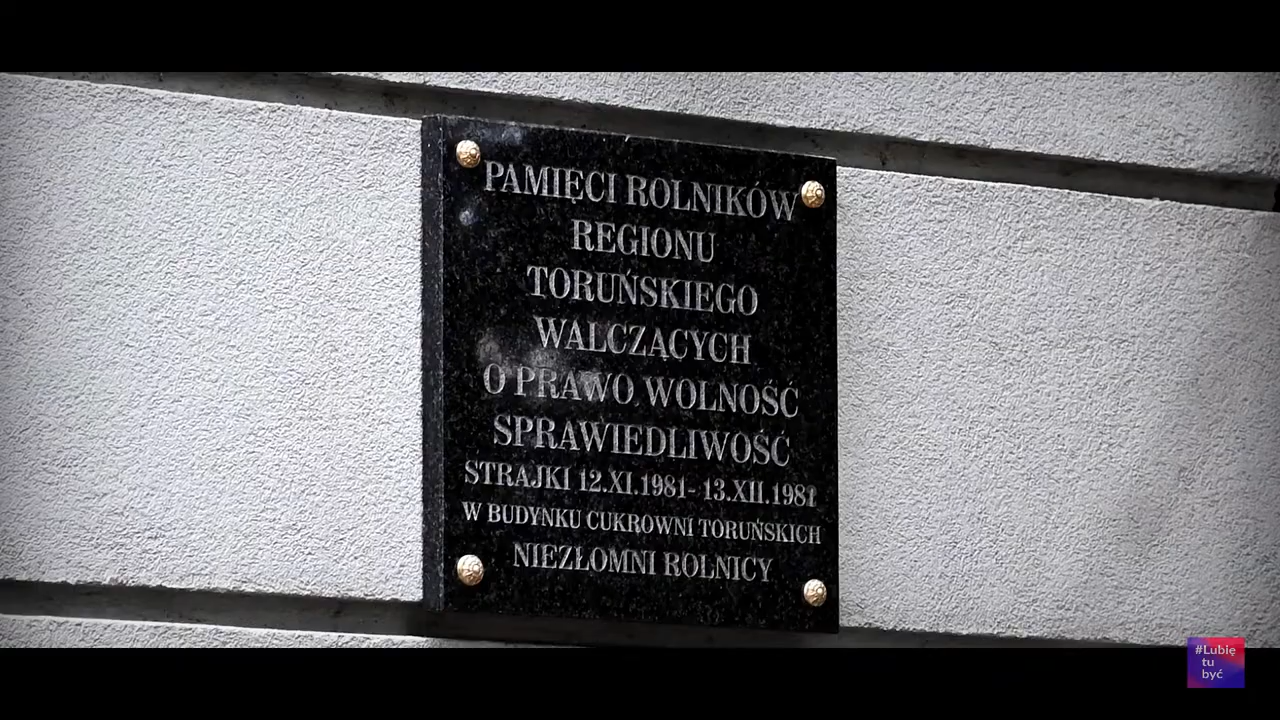 PAMIĘCI ROLNIKÓW
REGIONU
TORUŃSKIEGO
WALCZĄCYCH
O PRAWO WOLNOŚĆ
SPRAWIEDLIWOŚĆ
STRAJKI 12.XI.1981- 13.XII.1981
W BUDYNKU CUKROWNI TORUŃSKICH
NIEZŁOMNI ROLNICY
#Lubię
tu
być